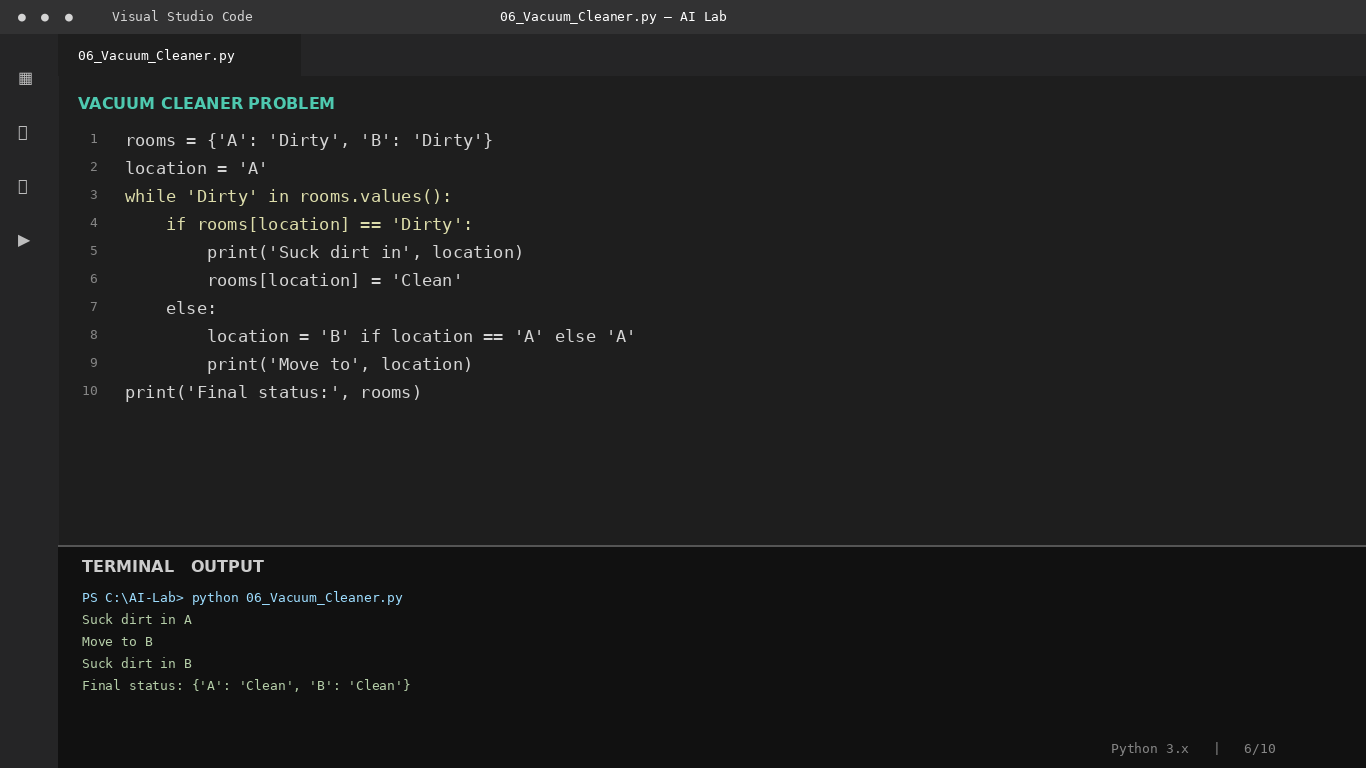 Visual Studio Code
06_Vacuum_Cleaner.py — AI Lab
06_Vacuum_Cleaner.py
VACUUM CLEANER PROBLEM
1 rooms = {'A': 'Dirty', 'B': 'Dirty'}
2 location = 'A'
3 while 'Dirty' in rooms.values():
4     if rooms[location] == 'Dirty':
5         print('Suck dirt in', location)
6         rooms[location] = 'Clean'
7     else:
8         location = 'B' if location == 'A' else 'A'
9         print('Move to', location)
10 print('Final status:', rooms)
TERMINAL OUTPUT
PS C:\AI-Lab> python 06_Vacuum_Cleaner.py
Suck dirt in A
Move to B
Suck dirt in B
Final status: {'A': 'Clean', 'B': 'Clean'}
Python 3.x | 6/10